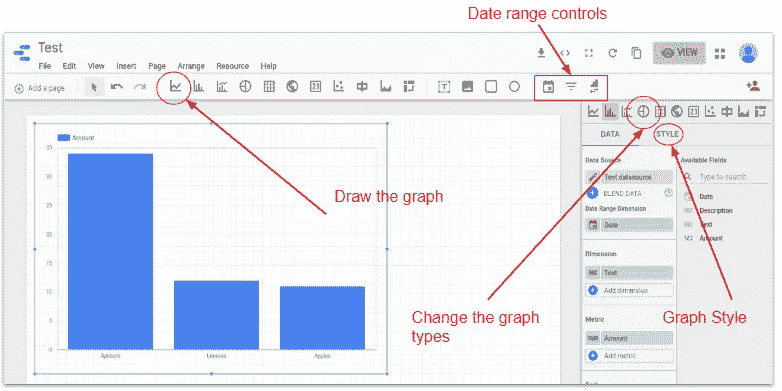 Date range controls
Test
File Edit View Insert Page Arrange Resource Help
VIEW
Add a page
T
23
DATA
STYLE
Amount
35
30
25
20
15
10
5
0
Apricots
Apples
Draw the graph
Change the graph
types
Graph Style
Data Source
Test datasource
BLEND DATA
Date Range Dimension
Date
Dimension
Text
Add dimension
Metric
Amount
Add metric
Available Fields
Type to search
Date
Description
Text
Amount